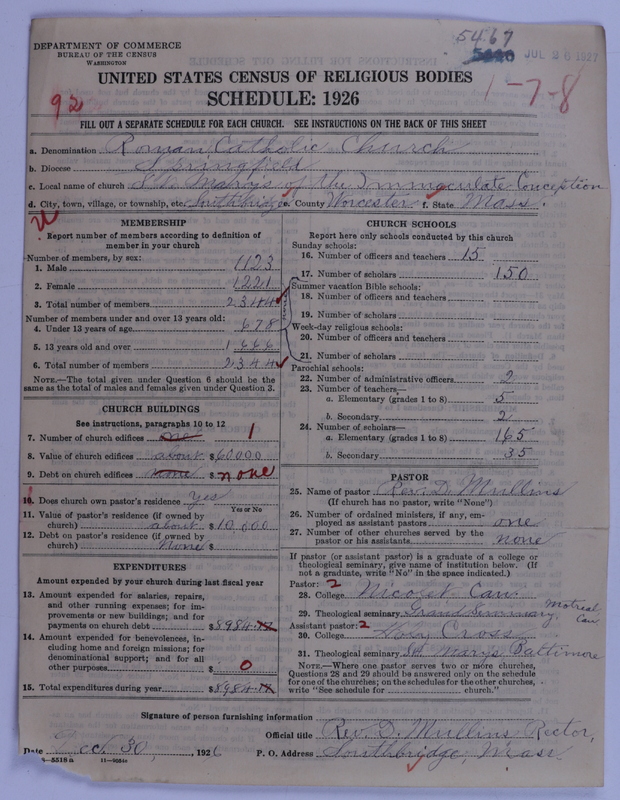 DEPARTMENT OF COMMERCE
BUREAU OF THE CENSUS
WASHINGTON
5467
JUL 26 1927
UNITED STATES CENSUS OF RELIGIOUS BODIES
1-7-8
SCHEDULE: 1926
92
FILL OUT A SEPARATE SCHEDULE FOR EACH CHURCH. SEE INSTRUCTIONS ON THE BACK OF THIS SHEET
a. Denomination Roman Catholic Church
b. Diocese Springfield
c. Local name of church St. Marys of the Immaculate Conception
d. City, town, village, or township, etc. Southbridge e. County Worcester f. State Mass.
MEMBERSHIP
Report number of members according to definition of
member in your church
Number of members, by sex:
1. Male 1123
2. Female 1221
3. Total number of members 2344
Number of members under and over 13 years old:
4. Under 13 years of age 678
5. 13 years old and over 1666
6. Total number of members 2344
NOTE.—The total given under Question 6 should be
the same as the total of males and females given under Question 3.
CHURCH BUILDINGS
See instructions, paragraphs 10 to 12
7. Number of church edifices one 1
8. Value of church edifices about $60000
9. Debt on church edifices none $ none
10. Does church own pastor's residence Yes
Yes or No
11. Value of pastor's residence (if owned by
church) about $10,000
12. Debt on pastor's residence (if owned by
church) none $
EXPENDITURES
Amount expended by your church during last fiscal year
13. Amount expended for salaries, repairs,
and other running expenses; for im-
provements or new buildings; and for
payments on church debt $8984.
14. Amount expended for benevolences, in-
cluding home and foreign missions; for
denominational support; and for all
other purposes $ 0
15. Total expenditures during year $8984.
CHURCH SCHOOLS
Report here only schools conducted by this church
Sunday schools:
16. Number of officers and teachers 15
17. Number of scholars 150
Summer vacation Bible schools:
18. Number of officers and teachers
19. Number of scholars
Week-day religious schools:
20. Number of officers and teachers
21. Number of scholars
Parochial schools:
22. Number of administrative officers 2
23. Number of teachers—
a. Elementary (grades 1 to 8) 5
b. Secondary 2
24. Number of scholars—
a. Elementary (grades 1 to 8) 165
b. Secondary 35
PASTOR
25. Name of pastor Rev. D. Mullins
(If church has no pastor, write "None")
26. Number of ordained ministers, if any, em-
ployed as assistant pastors one
27. Number of other churches served by the
pastor or his assistants none
If pastor (or assistant pastor) is a graduate of a college or
theological seminary, give name of institution below. (If
not a graduate, write "No" in the space indicated.)
Pastor: 2
28. College Nicolet Can.
29. Theological seminary Grand Seminary Motreal Can
Assistant pastor: 2
30. College Holy Cross
31. Theological seminary St Marys Baltimore
NOTE.—Where one pastor serves two or more churches,
Questions 28 and 29 should be answered only on the schedule
for one of the churches; on the schedules for the other churches,
write "See schedule for church."
Signature of person furnishing information
Official title Rev. D. Mullins Rector,
Date Oct 30, 1926 P. O. Address Southbridge, Mass